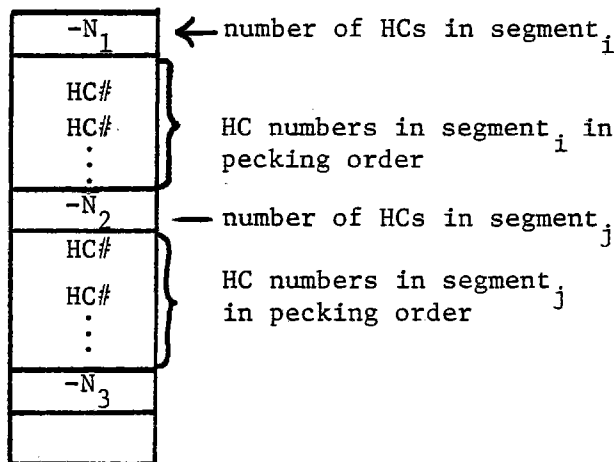 -N1 ← number of HCs in segment i
HC#
HC# HC numbers in segment i in
⋮ pecking order
-N2 — number of HCs in segment j
HC#
HC# HC numbers in segment j
⋮ in pecking order
-N3